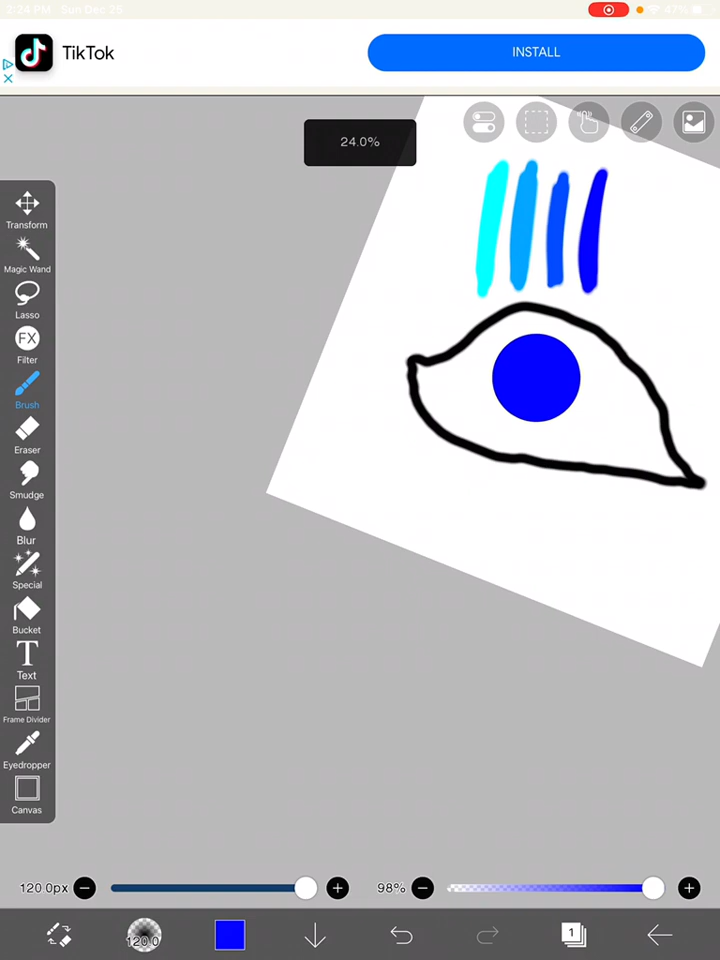 2:24 PM Sun Dec 25
47%
TikTok
INSTALL
24.0%
Transform
Magic Wand
Lasso
FX
Filter
Brush
Eraser
Smudge
Blur
Special
Bucket
T
Text
Frame Divider
Eyedropper
Canvas
120.0px
98%
120.0
1